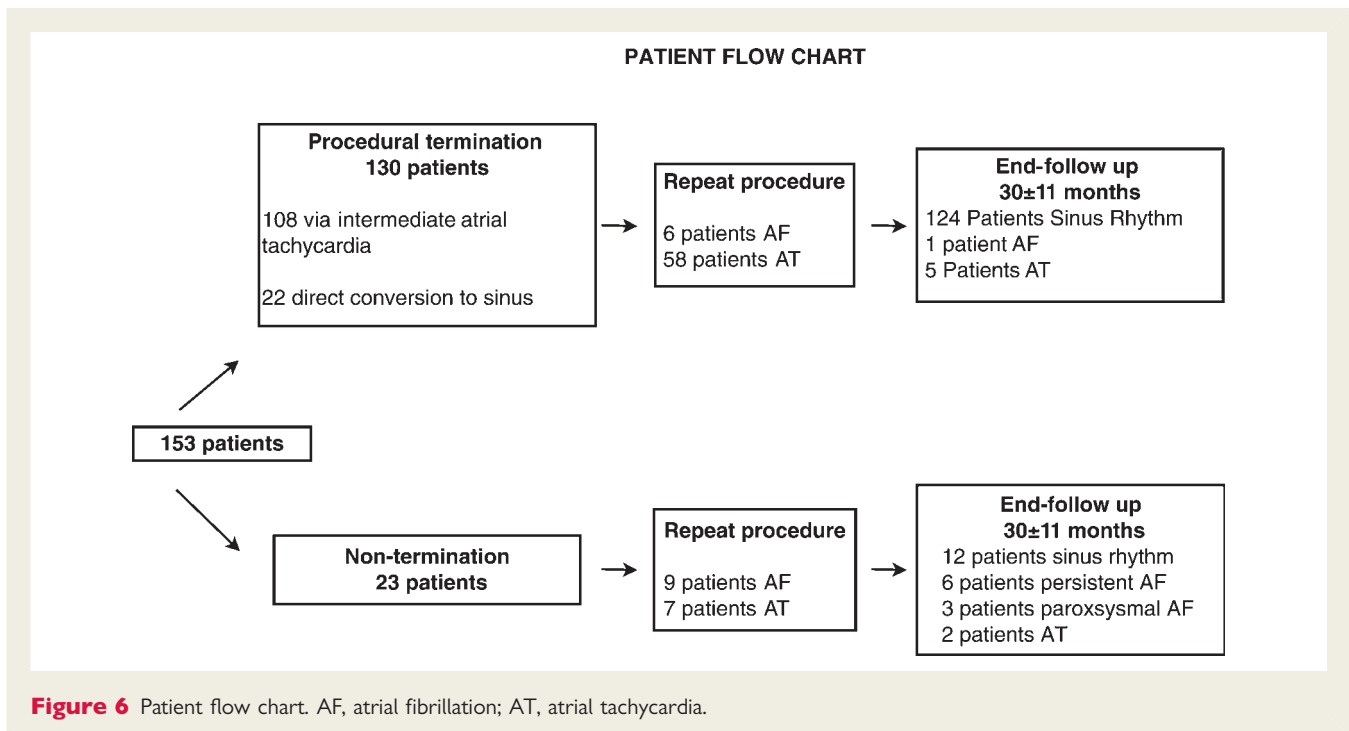 PATIENT FLOW CHART
Procedural termination
130 patients
108 via intermediate atrial
tachycardia
22 direct conversion to sinus
Repeat procedure
6 patients AF
58 patients AT
End-follow up
30±11 months
124 Patients Sinus Rhythm
1 patient AF
5 Patients AT
153 patients
Non-termination
23 patients
Repeat procedure
9 patients AF
7 patients AT
End-follow up
30±11 months
12 patients sinus rhythm
6 patients persistent AF
3 patients paroxsysmal AF
2 patients AT
Figure 6 Patient flow chart. AF, atrial fibrillation; AT, atrial tachycardia.